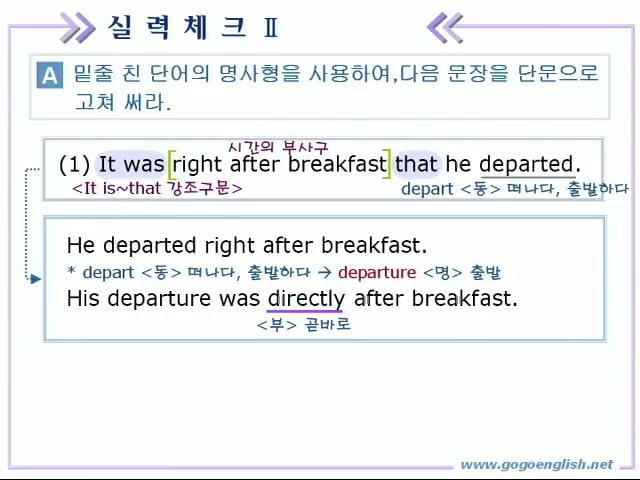 실 력 체 크 Ⅱ
A 밑줄 친 단어의 명사형을 사용하여,다음 문장을 단문으로
고쳐 써라.
시간의 부사구
(1) It was [right after breakfast] that he departed.
<It is~that 강조구문> depart <동> 떠나다, 출발하다
He departed right after breakfast.
* depart <동> 떠나다, 출발하다 → departure <명> 출발
His departure was directly after breakfast.
<부> 곧바로
www.gogoenglish.net